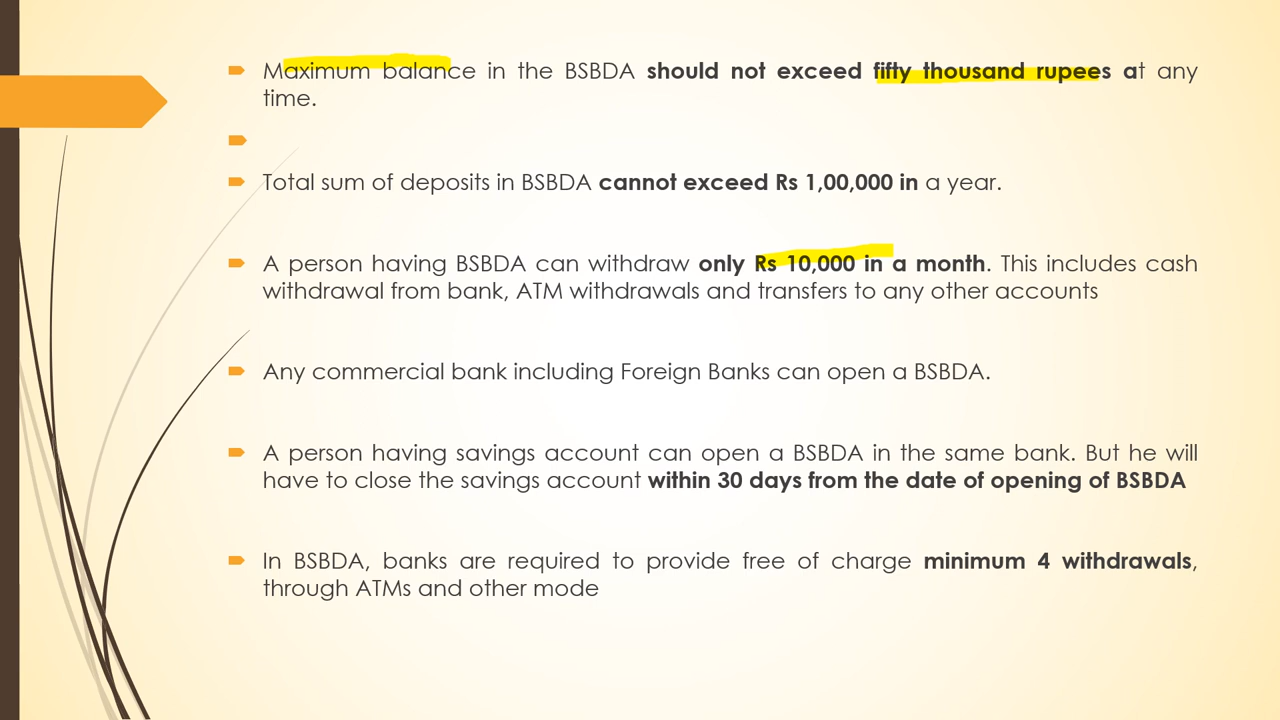 Maximum balance in the BSBDA should not exceed fifty thousand rupees at any
time.
Total sum of deposits in BSBDA cannot exceed Rs 1,00,000 in a year.
A person having BSBDA can withdraw only Rs 10,000 in a month. This includes cash
withdrawal from bank, ATM withdrawals and transfers to any other accounts
Any commercial bank including Foreign Banks can open a BSBDA.
A person having savings account can open a BSBDA in the same bank. But he will
have to close the savings account within 30 days from the date of opening of BSBDA
In BSBDA, banks are required to provide free of charge minimum 4 withdrawals,
through ATMs and other mode